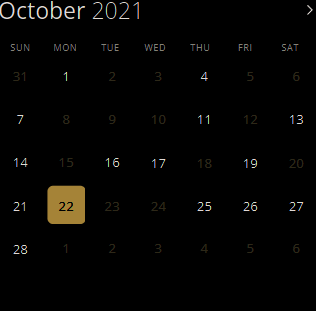 October 2021
SUN MON TUE WED THU FRI SAT
31 1 2 3 4 5 6
7 8 9 10 11 12 13
14 15 16 17 18 19 20
21 22 23 24 25 26 27
28 1 2 3 4 5 6